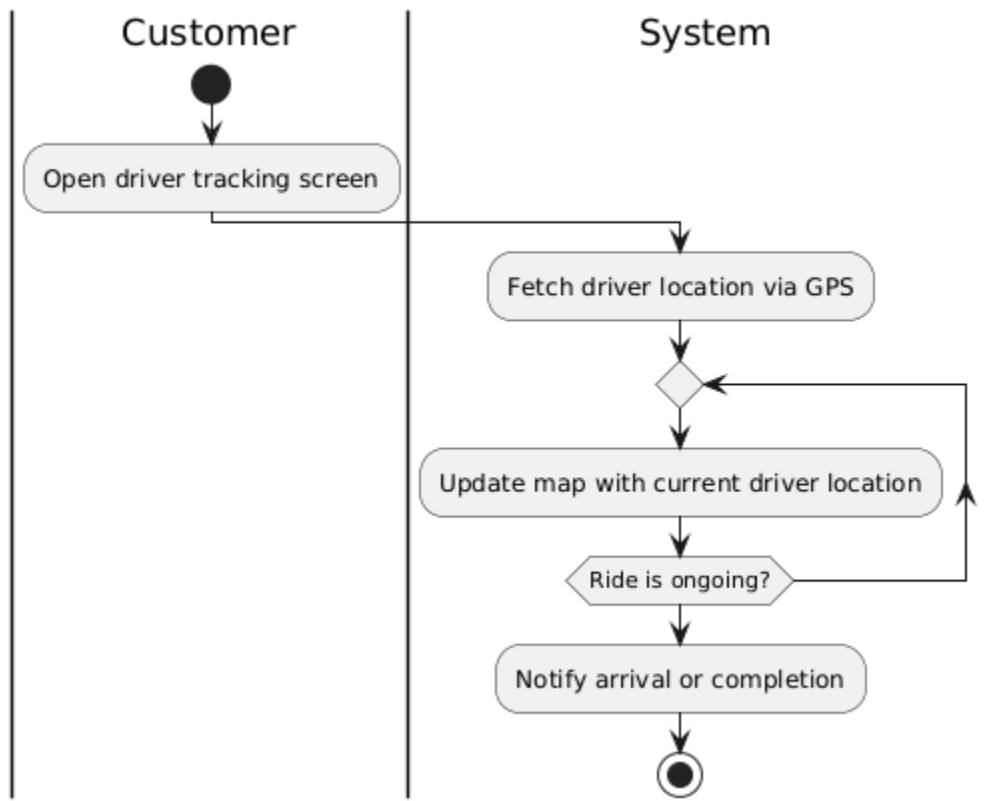 Customer
System
Open driver tracking screen
Fetch driver location via GPS
Update map with current driver location
Ride is ongoing?
Notify arrival or completion